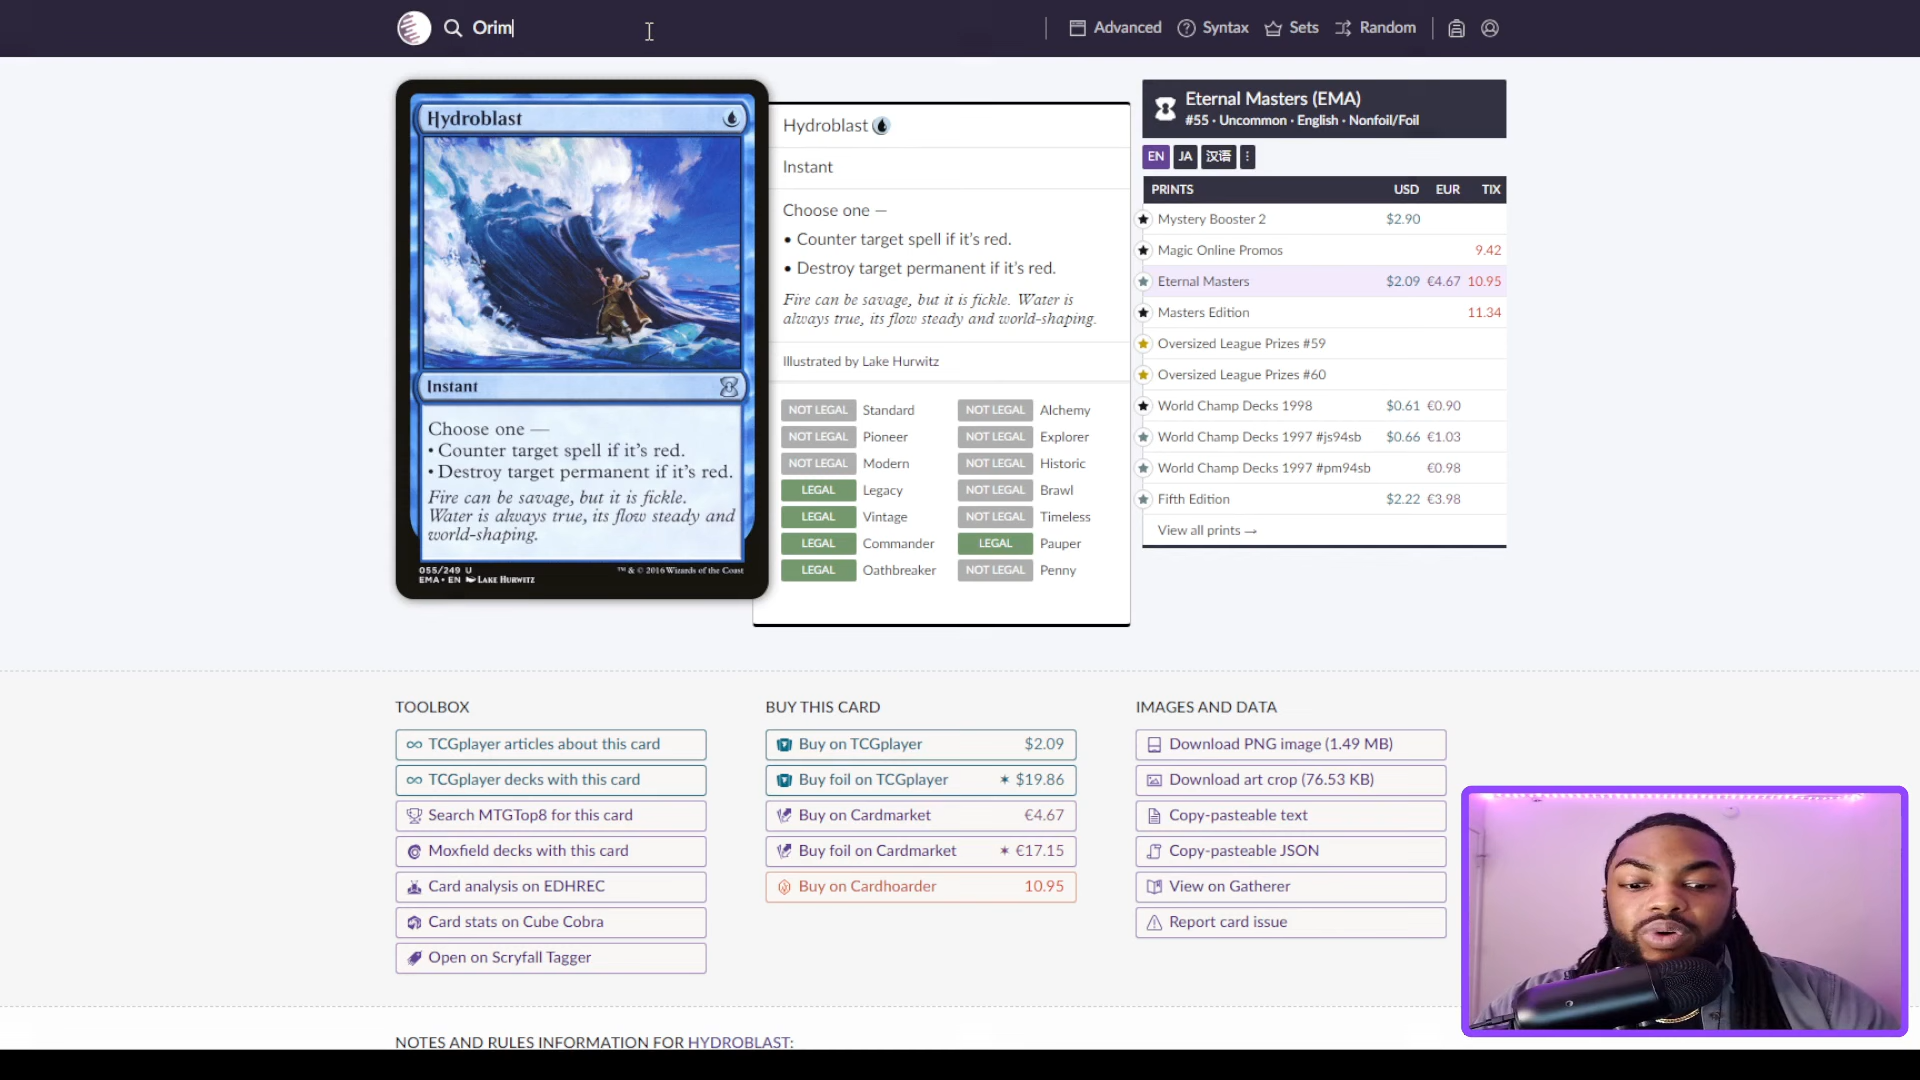 Orim
Advanced
Syntax
Sets
Random
Hydroblast
Instant
Choose one —
• Counter target spell if it's red.
• Destroy target permanent if it's red.
Fire can be savage, but it is fickle.
Water is always true, its flow steady and
world-shaping.
055/249 U
EMA • EN LAKE HURWITZ
™ & © 2016 Wizards of the Coast
Hydroblast
Instant
Choose one —
• Counter target spell if it's red.
• Destroy target permanent if it's red.
Fire can be savage, but it is fickle. Water is
always true, its flow steady and world-shaping.
Illustrated by Lake Hurwitz
NOT LEGAL Standard NOT LEGAL Alchemy
NOT LEGAL Pioneer NOT LEGAL Explorer
NOT LEGAL Modern NOT LEGAL Historic
LEGAL Legacy NOT LEGAL Brawl
LEGAL Vintage NOT LEGAL Timeless
LEGAL Commander LEGAL Pauper
LEGAL Oathbreaker NOT LEGAL Penny
Eternal Masters (EMA)
#55 · Uncommon · English · Nonfoil/Foil
EN JA 汉语
PRINTS USD EUR TIX
Mystery Booster 2 $2.90
Magic Online Promos 9.42
Eternal Masters $2.09 €4.67 10.95
Masters Edition 11.34
Oversized League Prizes #59
Oversized League Prizes #60
World Champ Decks 1998 $0.61 €0.90
World Champ Decks 1997 #js94sb $0.66 €1.03
World Champ Decks 1997 #pm94sb €0.98
Fifth Edition $2.22 €3.98
View all prints →
TOOLBOX
TCGplayer articles about this card
TCGplayer decks with this card
Search MTGTop8 for this card
Moxfield decks with this card
Card analysis on EDHREC
Card stats on Cube Cobra
Open on Scryfall Tagger
BUY THIS CARD
Buy on TCGplayer $2.09
Buy foil on TCGplayer ✶ $19.86
Buy on Cardmarket €4.67
Buy foil on Cardmarket ✶ €17.15
Buy on Cardhoarder 10.95
IMAGES AND DATA
Download PNG image (1.49 MB)
Download art crop (76.53 KB)
Copy-pasteable text
Copy-pasteable JSON
View on Gatherer
Report card issue
NOTES AND RULES INFORMATION FOR HYDROBLAST: